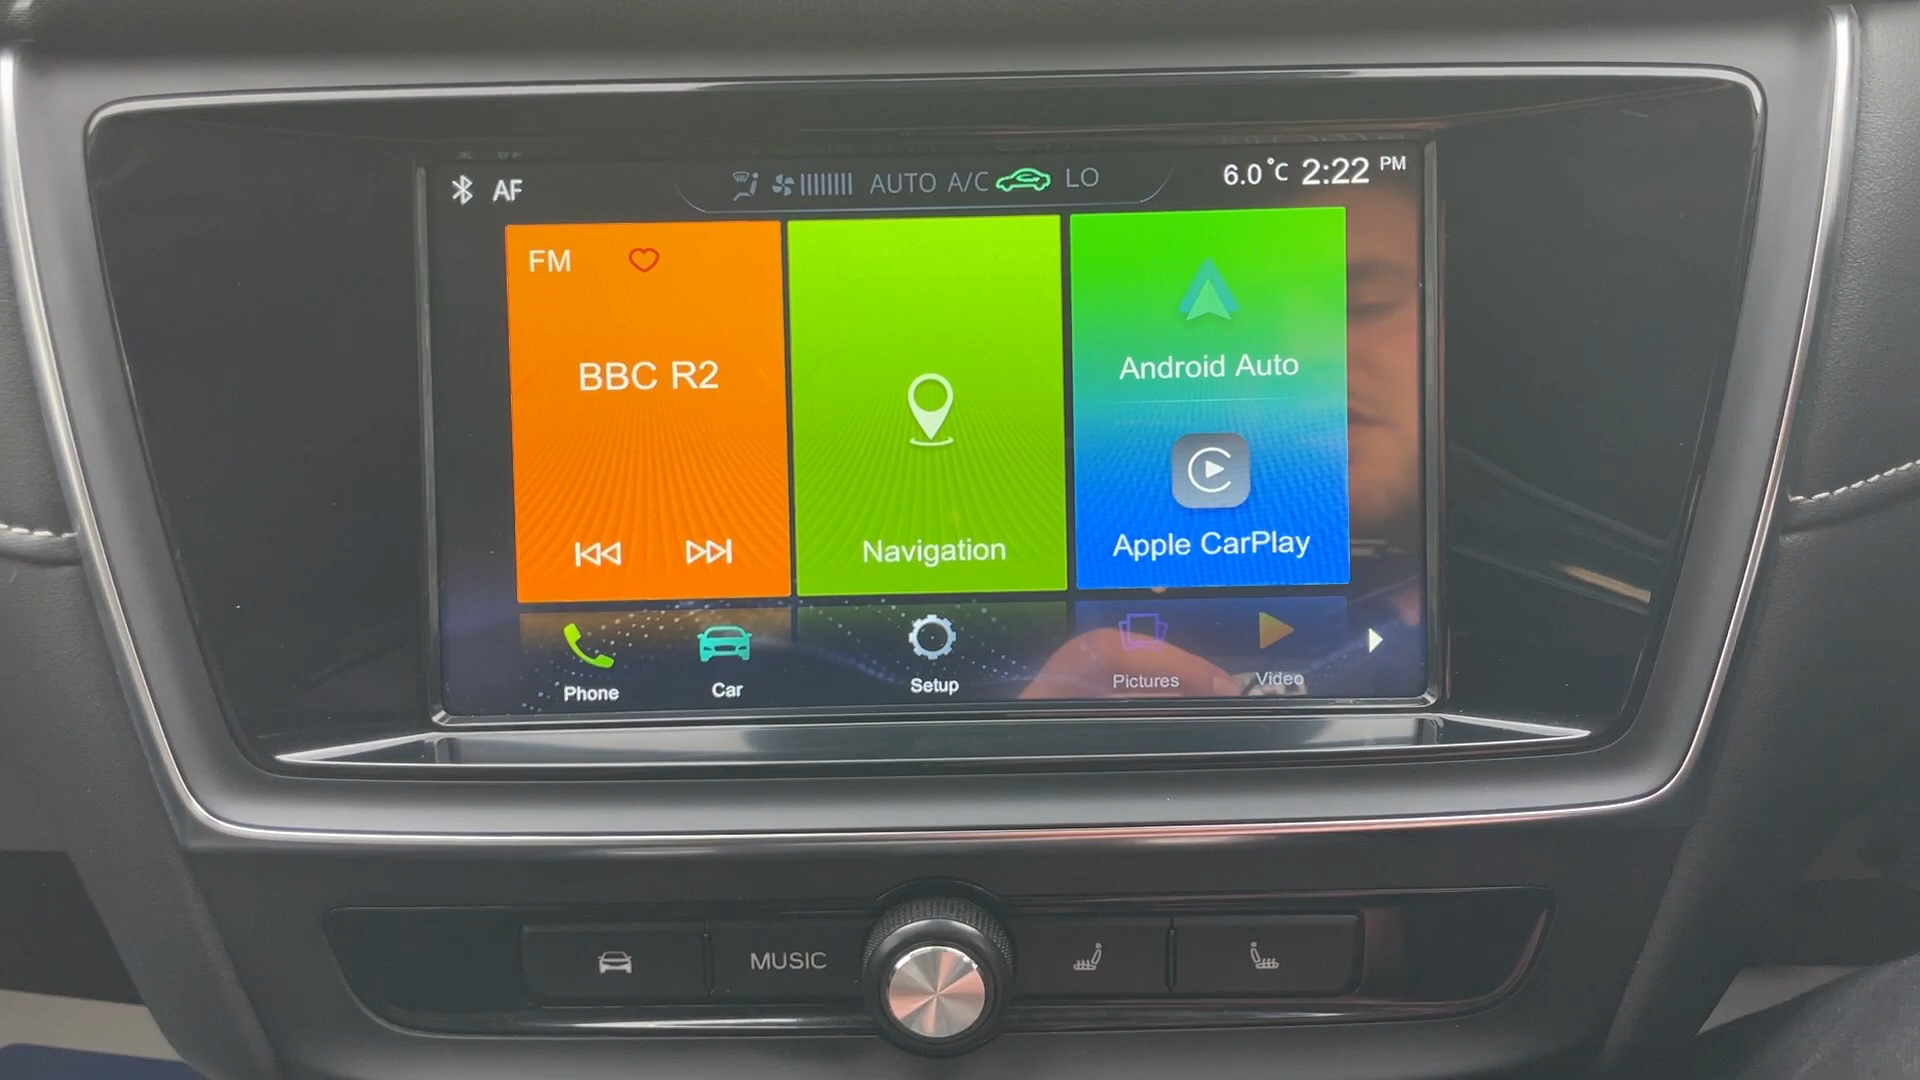 AF
AUTO A/C LO
6.0°C 2:22 PM
FM
BBC R2
Navigation
Android Auto
Apple CarPlay
Phone
Car
Setup
Pictures
Video
MUSIC